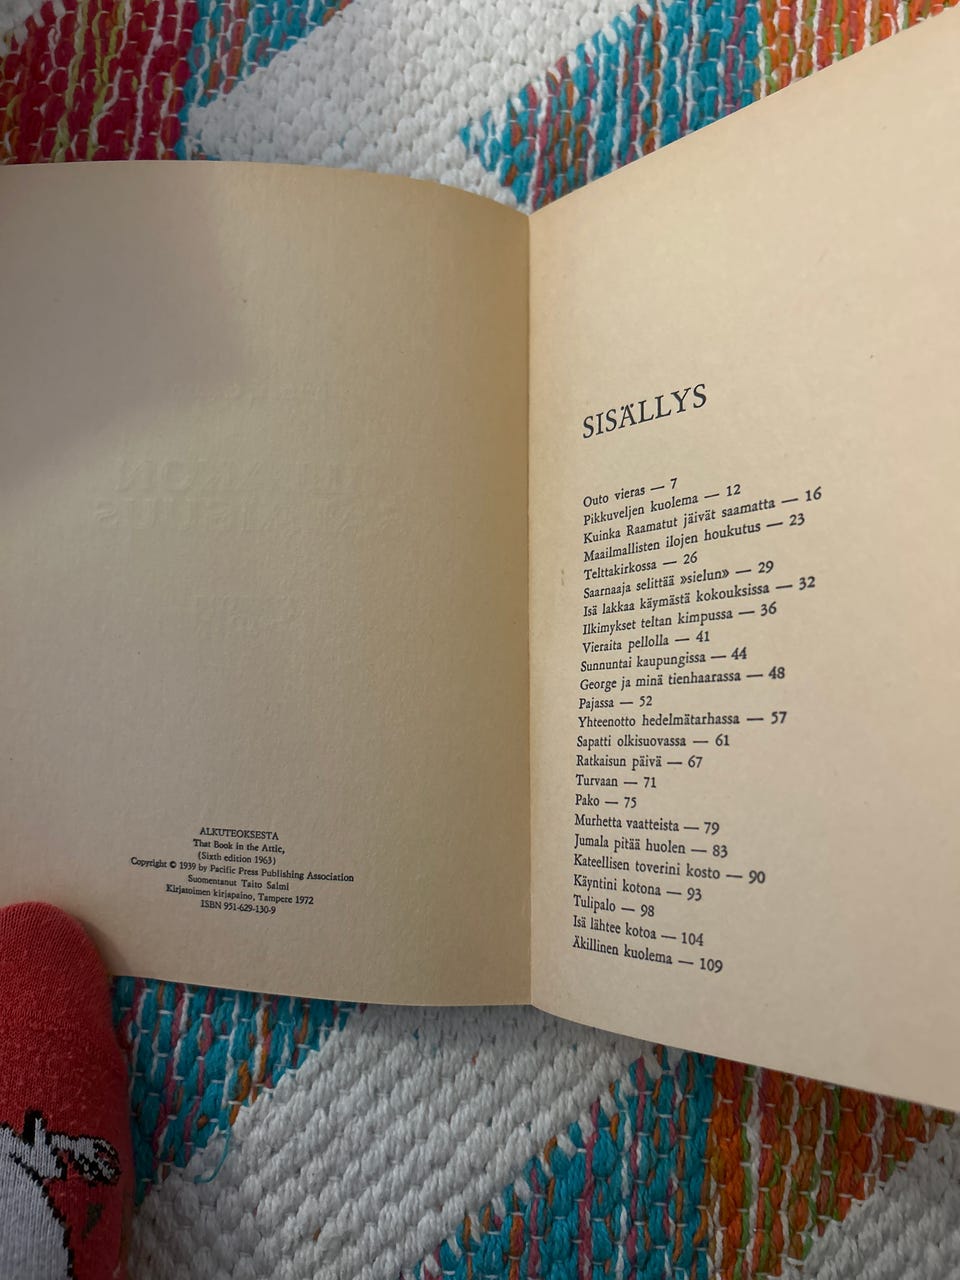 ALKUTEOKSESTA
That Book in the Attic,
(Sixth edition 1963)
Copyright © 1939 by Pacific Press Publishing Association
Suomentanut Taito Salmi
Kirjatoimen kirjapaino, Tampere 1972
ISBN 951-629-130-9
SISÄLLYS
Outo vieras — 7
Pikkuveljen kuolema — 12
Kuinka Raamatut jäivät saamatta — 16
Maailmallisten ilojen houkutus — 23
Telttakirkossa — 26
Saarnaaja selittää »sielun» — 29
Isä lakkaa käymästä kokouksissa — 32
Ilkimykset teltan kimpussa — 36
Vieraita pellolla — 41
Sunnuntai kaupungissa — 44
George ja minä tienhaarassa — 48
Pajassa — 52
Yhteenotto hedelmätarhassa — 57
Sapatti olkisuovassa — 61
Ratkaisun päivä — 67
Turvaan — 71
Pako — 75
Murhetta vaatteista — 79
Jumala pitää huolen — 83
Kateellisen toverini kosto — 90
Käyntini kotona — 93
Tulipalo — 98
Isä lähtee kotoa — 104
Äkillinen kuolema — 109